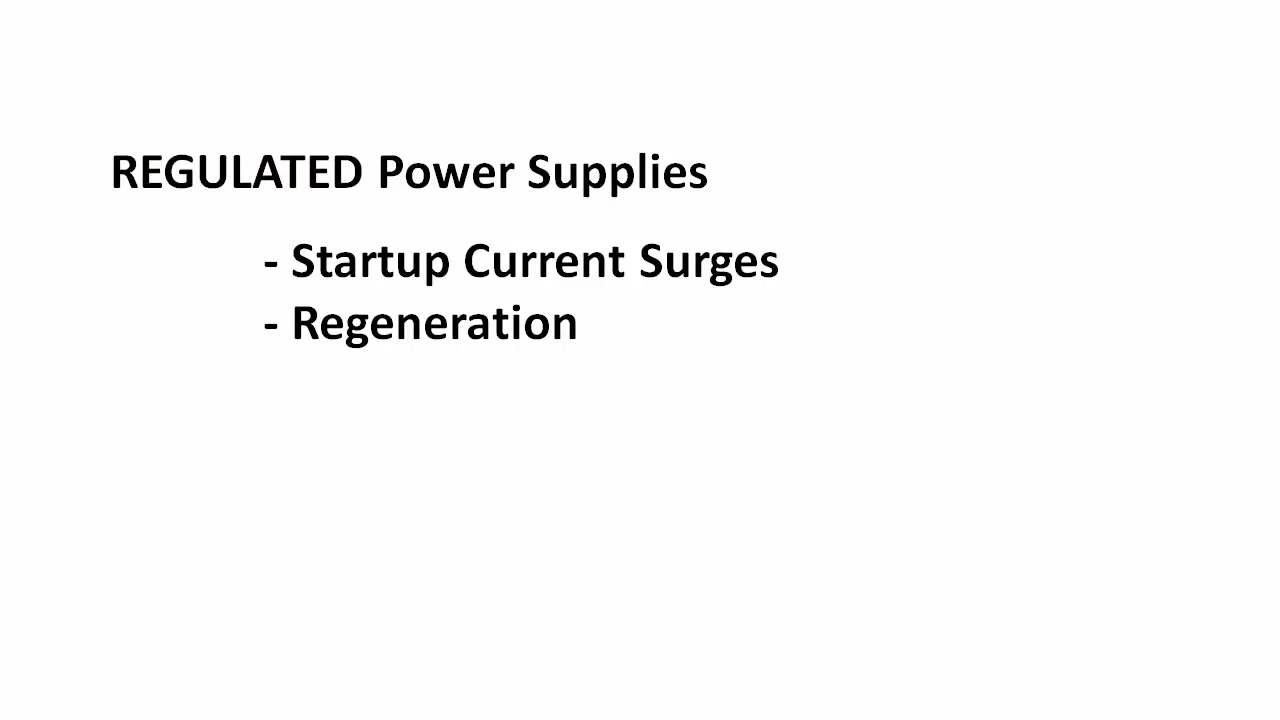 REGULATED Power Supplies
- Startup Current Surges
- Regeneration